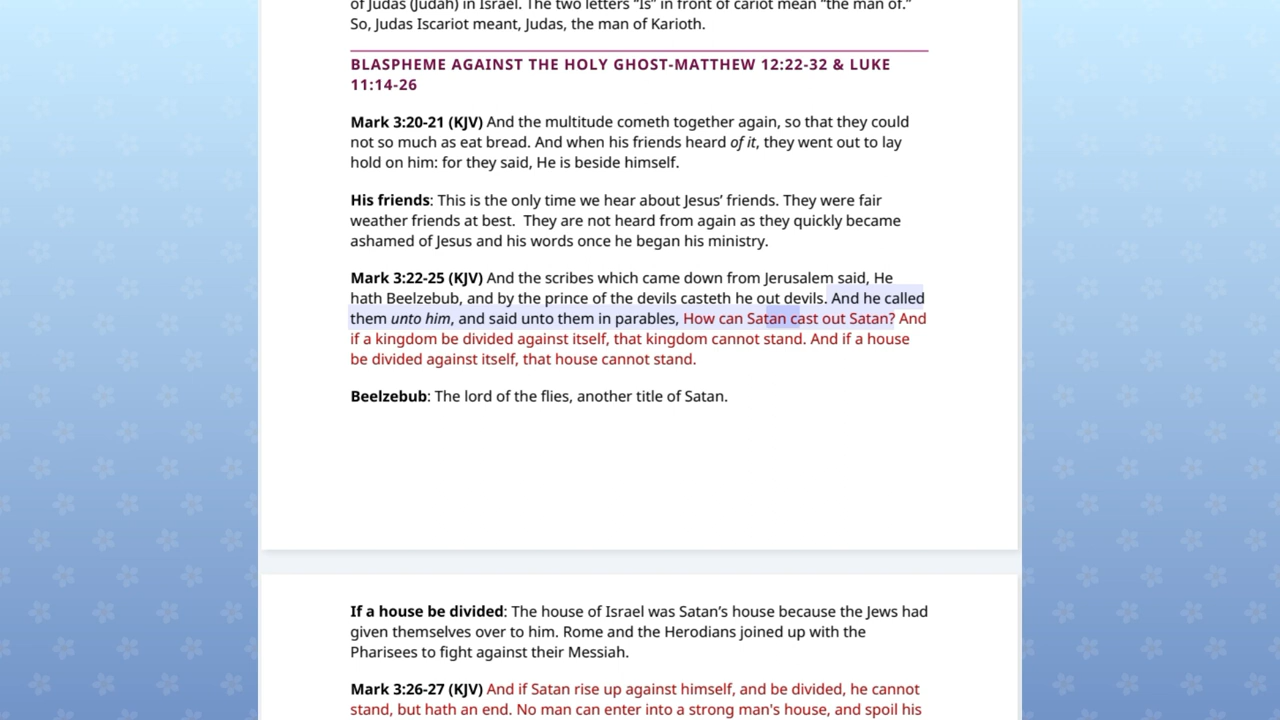 of Judas (Judah) in Israel. The two letters “Is” in front of cariot mean “the man of.”
So, Judas Iscariot meant, Judas, the man of Karioth.
BLASPHEME AGAINST THE HOLY GHOST-MATTHEW 12:22-32 & LUKE
11:14-26
Mark 3:20-21 (KJV) And the multitude cometh together again, so that they could
not so much as eat bread. And when his friends heard of it, they went out to lay
hold on him: for they said, He is beside himself.
His friends: This is the only time we hear about Jesus’ friends. They were fair
weather friends at best.  They are not heard from again as they quickly became
ashamed of Jesus and his words once he began his ministry.
Mark 3:22-25 (KJV) And the scribes which came down from Jerusalem said, He
hath Beelzebub, and by the prince of the devils casteth he out devils. And he called
them unto him, and said unto them in parables, How can Satan cast out Satan? And
if a kingdom be divided against itself, that kingdom cannot stand. And if a house
be divided against itself, that house cannot stand.
Beelzebub: The lord of the flies, another title of Satan.
If a house be divided: The house of Israel was Satan’s house because the Jews had
given themselves over to him. Rome and the Herodians joined up with the
Pharisees to fight against their Messiah.
Mark 3:26-27 (KJV) And if Satan rise up against himself, and be divided, he cannot
stand, but hath an end. No man can enter into a strong man's house, and spoil his